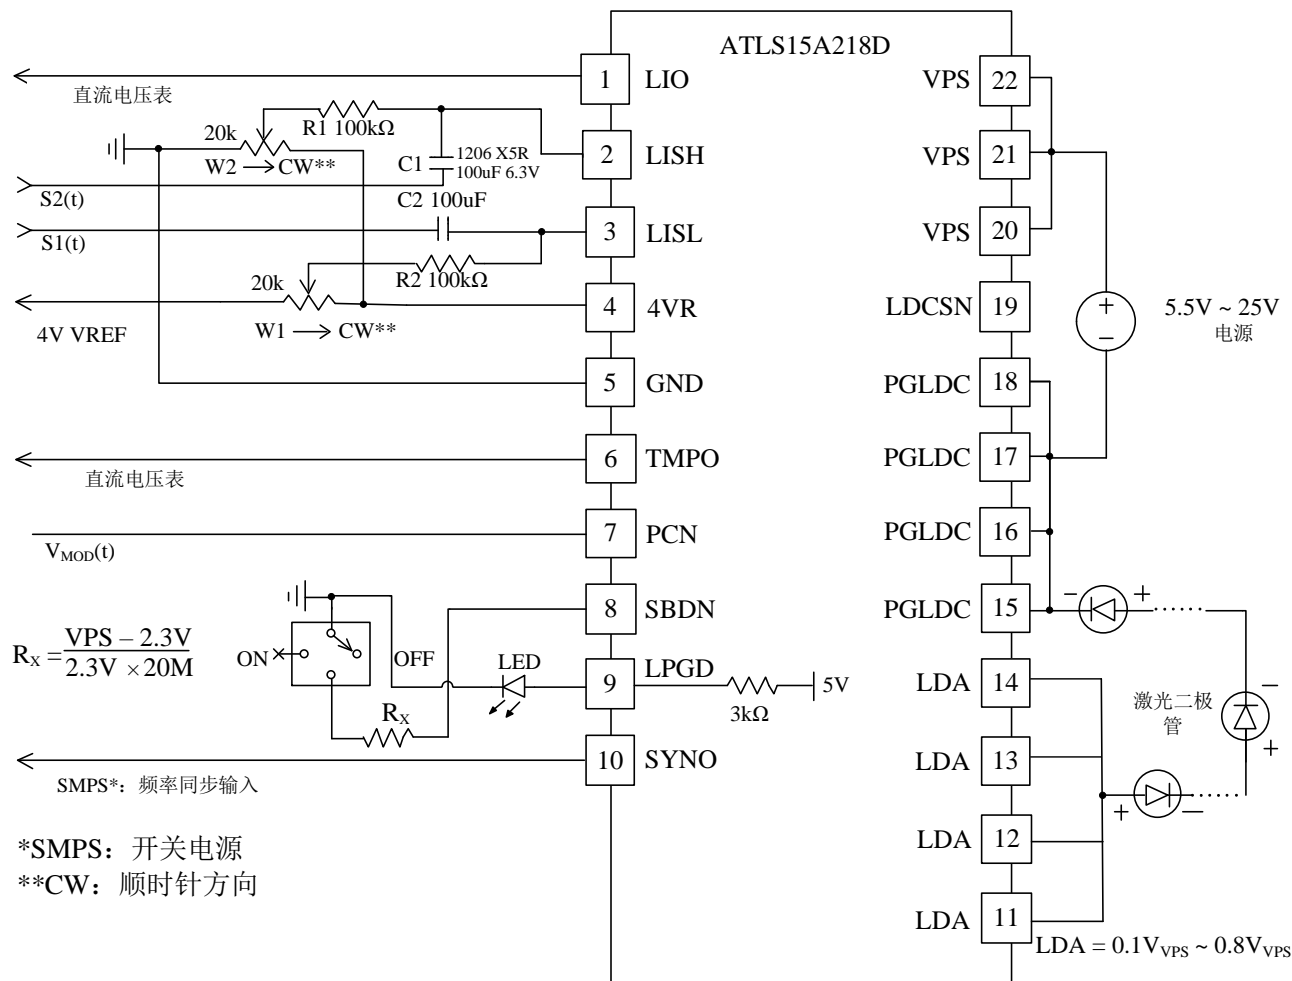 ATLS15A218D
1 LIO
直流电压表
20k
R1 100kΩ
W2 → CW**
C1
1206 X5R
100uF 6.3V
2 LISH
S2(t)
C2 100uF
S1(t)
3 LISL
R2 100kΩ
20k
W1 → CW**
4V VREF
4 4VR
5 GND
6 TMPO
直流电压表
7 PCN
V_MOD(t)
8 SBDN
R_X = (VPS – 2.3V) / (2.3V × 20M)
ON
OFF
LED
9 LPGD
3kΩ
5V
R_X
10 SYNO
SMPS*：频率同步输入
*SMPS：开关电源
**CW：顺时针方向
VPS 22
VPS 21
VPS 20
LDCSN 19
+
−
5.5V ~ 25V
电源
PGLDC 18
PGLDC 17
PGLDC 16
PGLDC 15
- +
LDA 14
激光二极
管
−
+
LDA 13
+ −
LDA 12
LDA 11
LDA = 0.1V_VPS ~ 0.8V_VPS